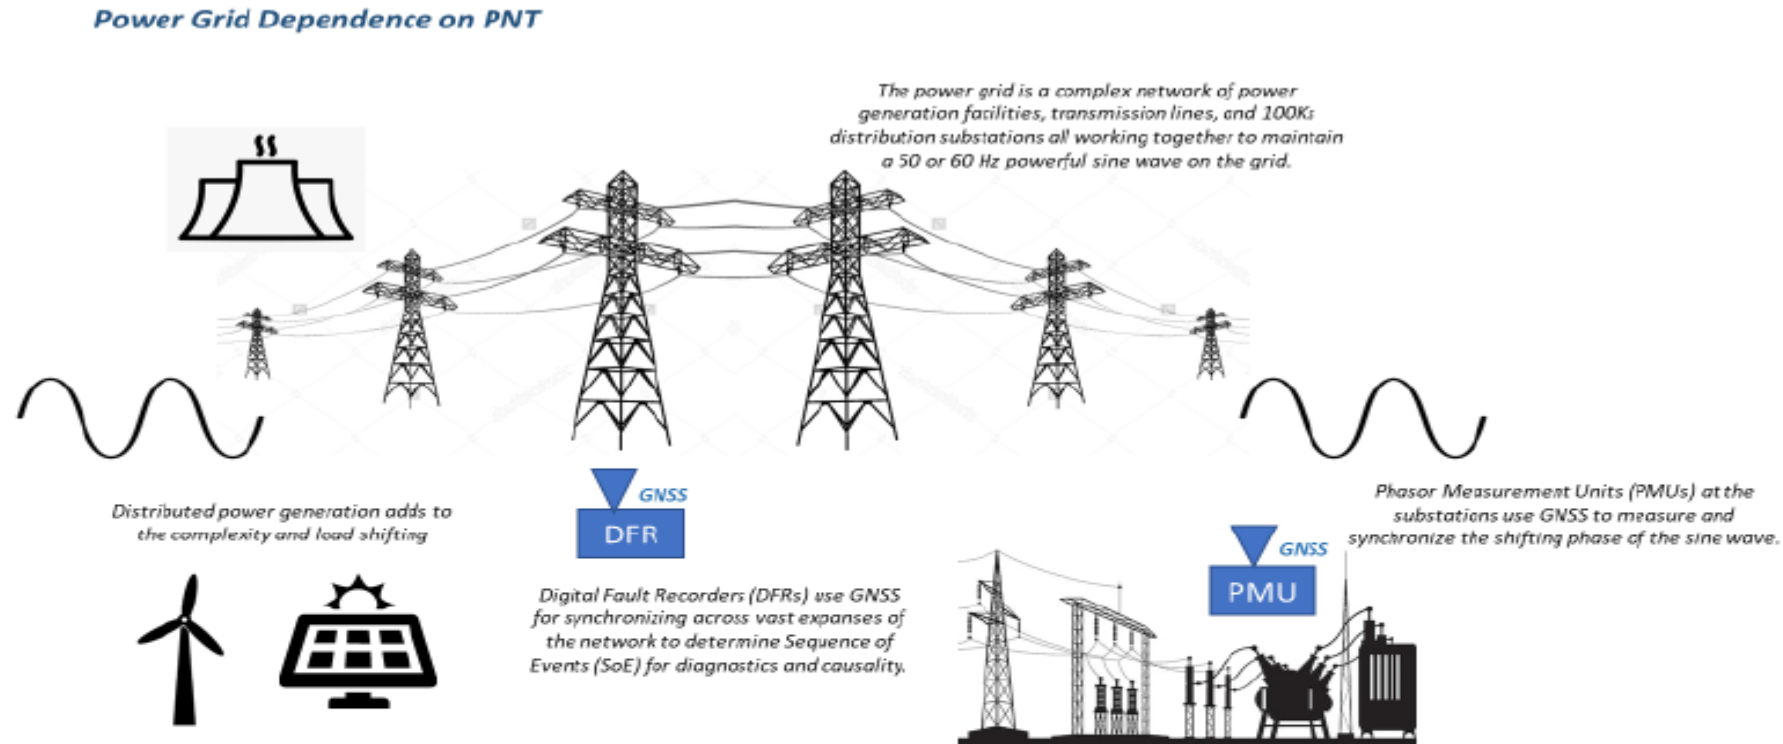 Power Grid Dependence on PNT
The power grid is a complex network of power
generation facilities, transmission lines, and 100Ks
distribution substations all working together to maintain
a 50 or 60 Hz powerful sine wave on the grid.
GNSS
DFR
Distributed power generation adds to
the complexity and load shifting
Digital Fault Recorders (DFRs) use GNSS
for synchronizing across vast expanses of
the network to determine Sequence of
Events (SoE) for diagnostics and causality.
Phasor Measurement Units (PMUs) at the
substations use GNSS to measure and
synchronize the shifting phase of the sine wave.
GNSS
PMU